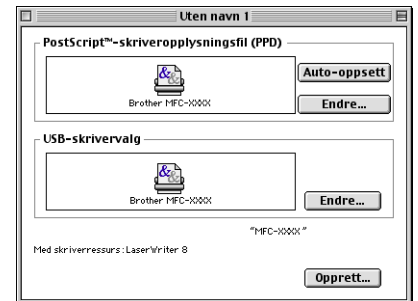 Uten navn 1
PostScript™-skriveropplysningsfil (PPD)
Auto-oppsett
Brother MFC-XXXX
Endre...
USB-skrivervalg
Brother MFC-XXXX
Endre...
"MFC-XXXX"
Med skriverressurs: LaserWriter 8
Opprett...